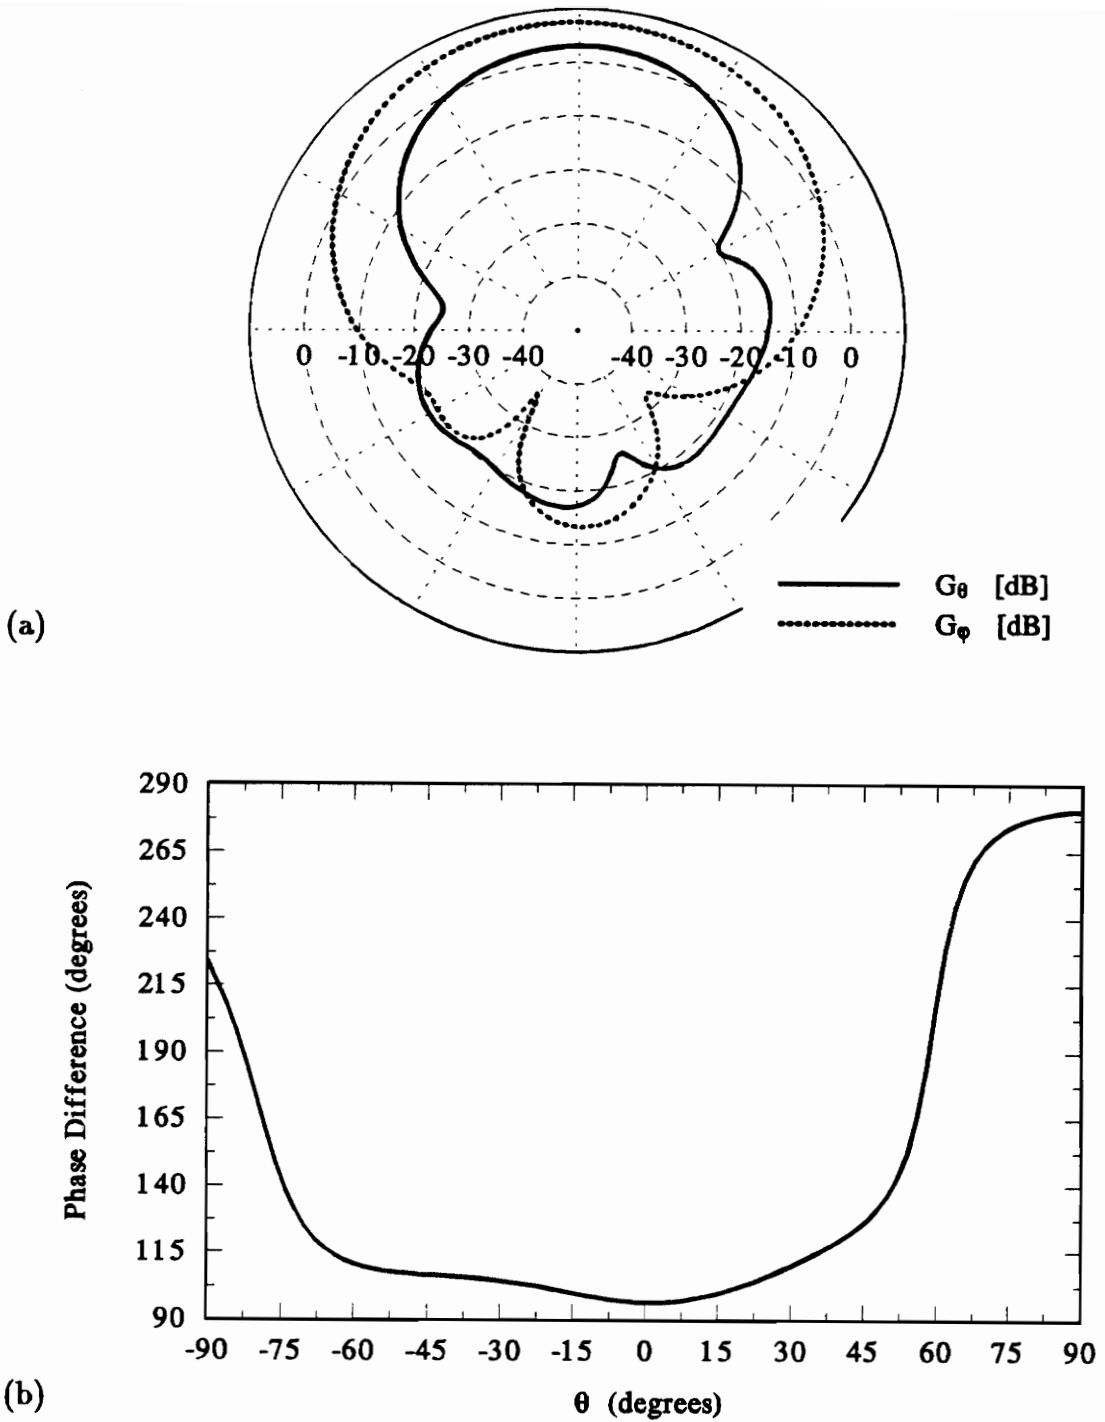 0 -10 -20 -30 -40 -40 -30 -20 -10 0
G_θ [dB]
G_φ [dB]
(a)
290
265
240
215
190
165
140
115
90
Phase Difference (degrees)
-90 -75 -60 -45 -30 -15 0 15 30 45 60 75 90
θ (degrees)
(b)